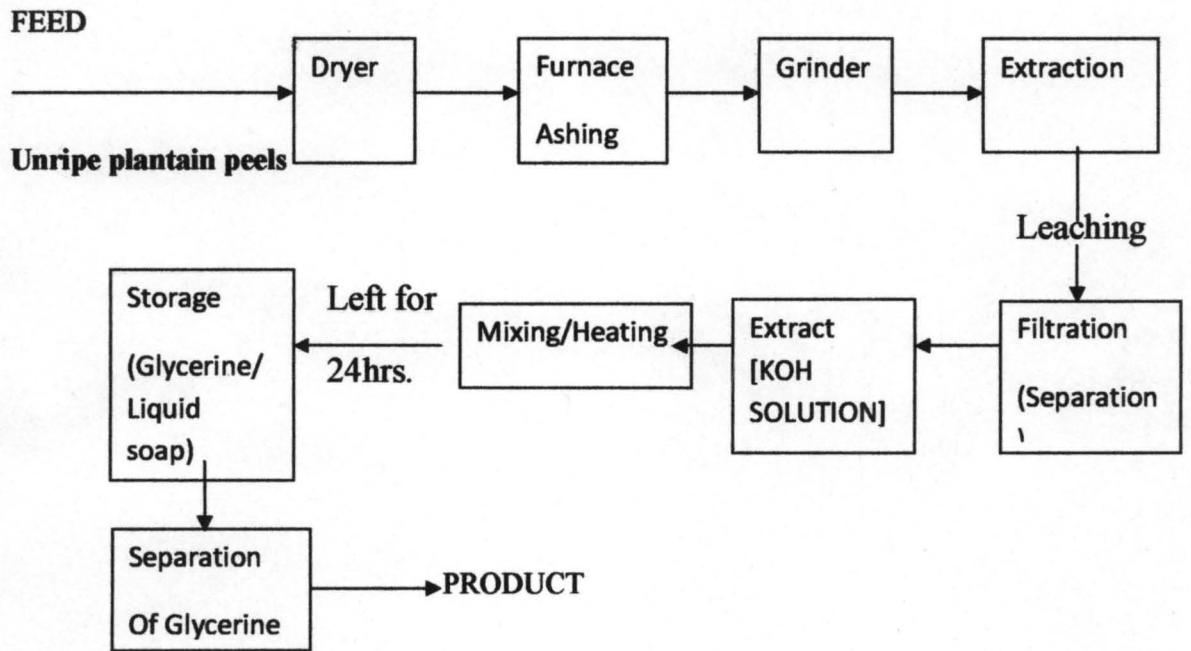 FEED
Unripe plantain peels
Dryer
Furnace
Ashing
Grinder
Extraction
Leaching
Filtration
(Separation
)
Extract
[KOH
SOLUTION]
Mixing/Heating
Left for
24hrs.
Storage
(Glycerine/
Liquid
soap)
Separation
Of Glycerine
PRODUCT